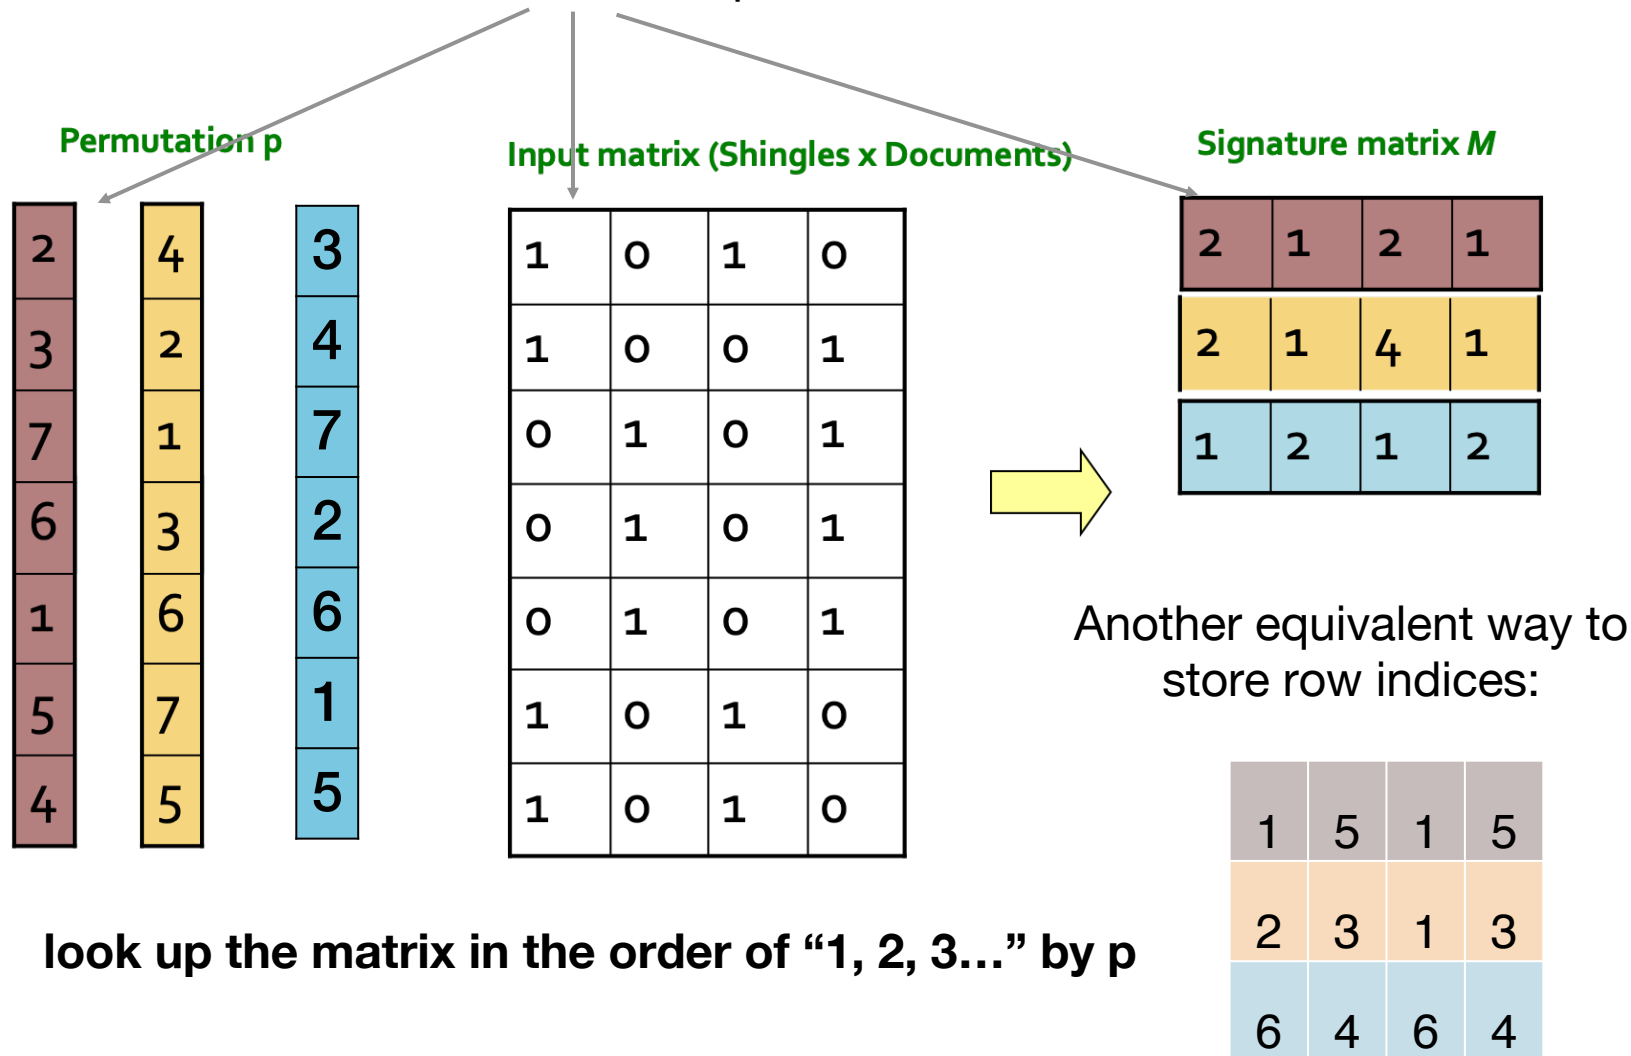 Permutation p
Input matrix (Shingles x Documents)
Signature matrix M
2 4 3 1 0 1 0
3 2 4 1 0 0 1
7 1 7 0 1 0 1
6 3 2 0 1 0 1
1 6 6 0 1 0 1
5 7 1 1 0 1 0
4 5 5 1 0 1 0
2 1 2 1
2 1 4 1
1 2 1 2
Another equivalent way to
store row indices:
1 5 1 5
2 3 1 3
6 4 6 4
look up the matrix in the order of “1, 2, 3...” by p